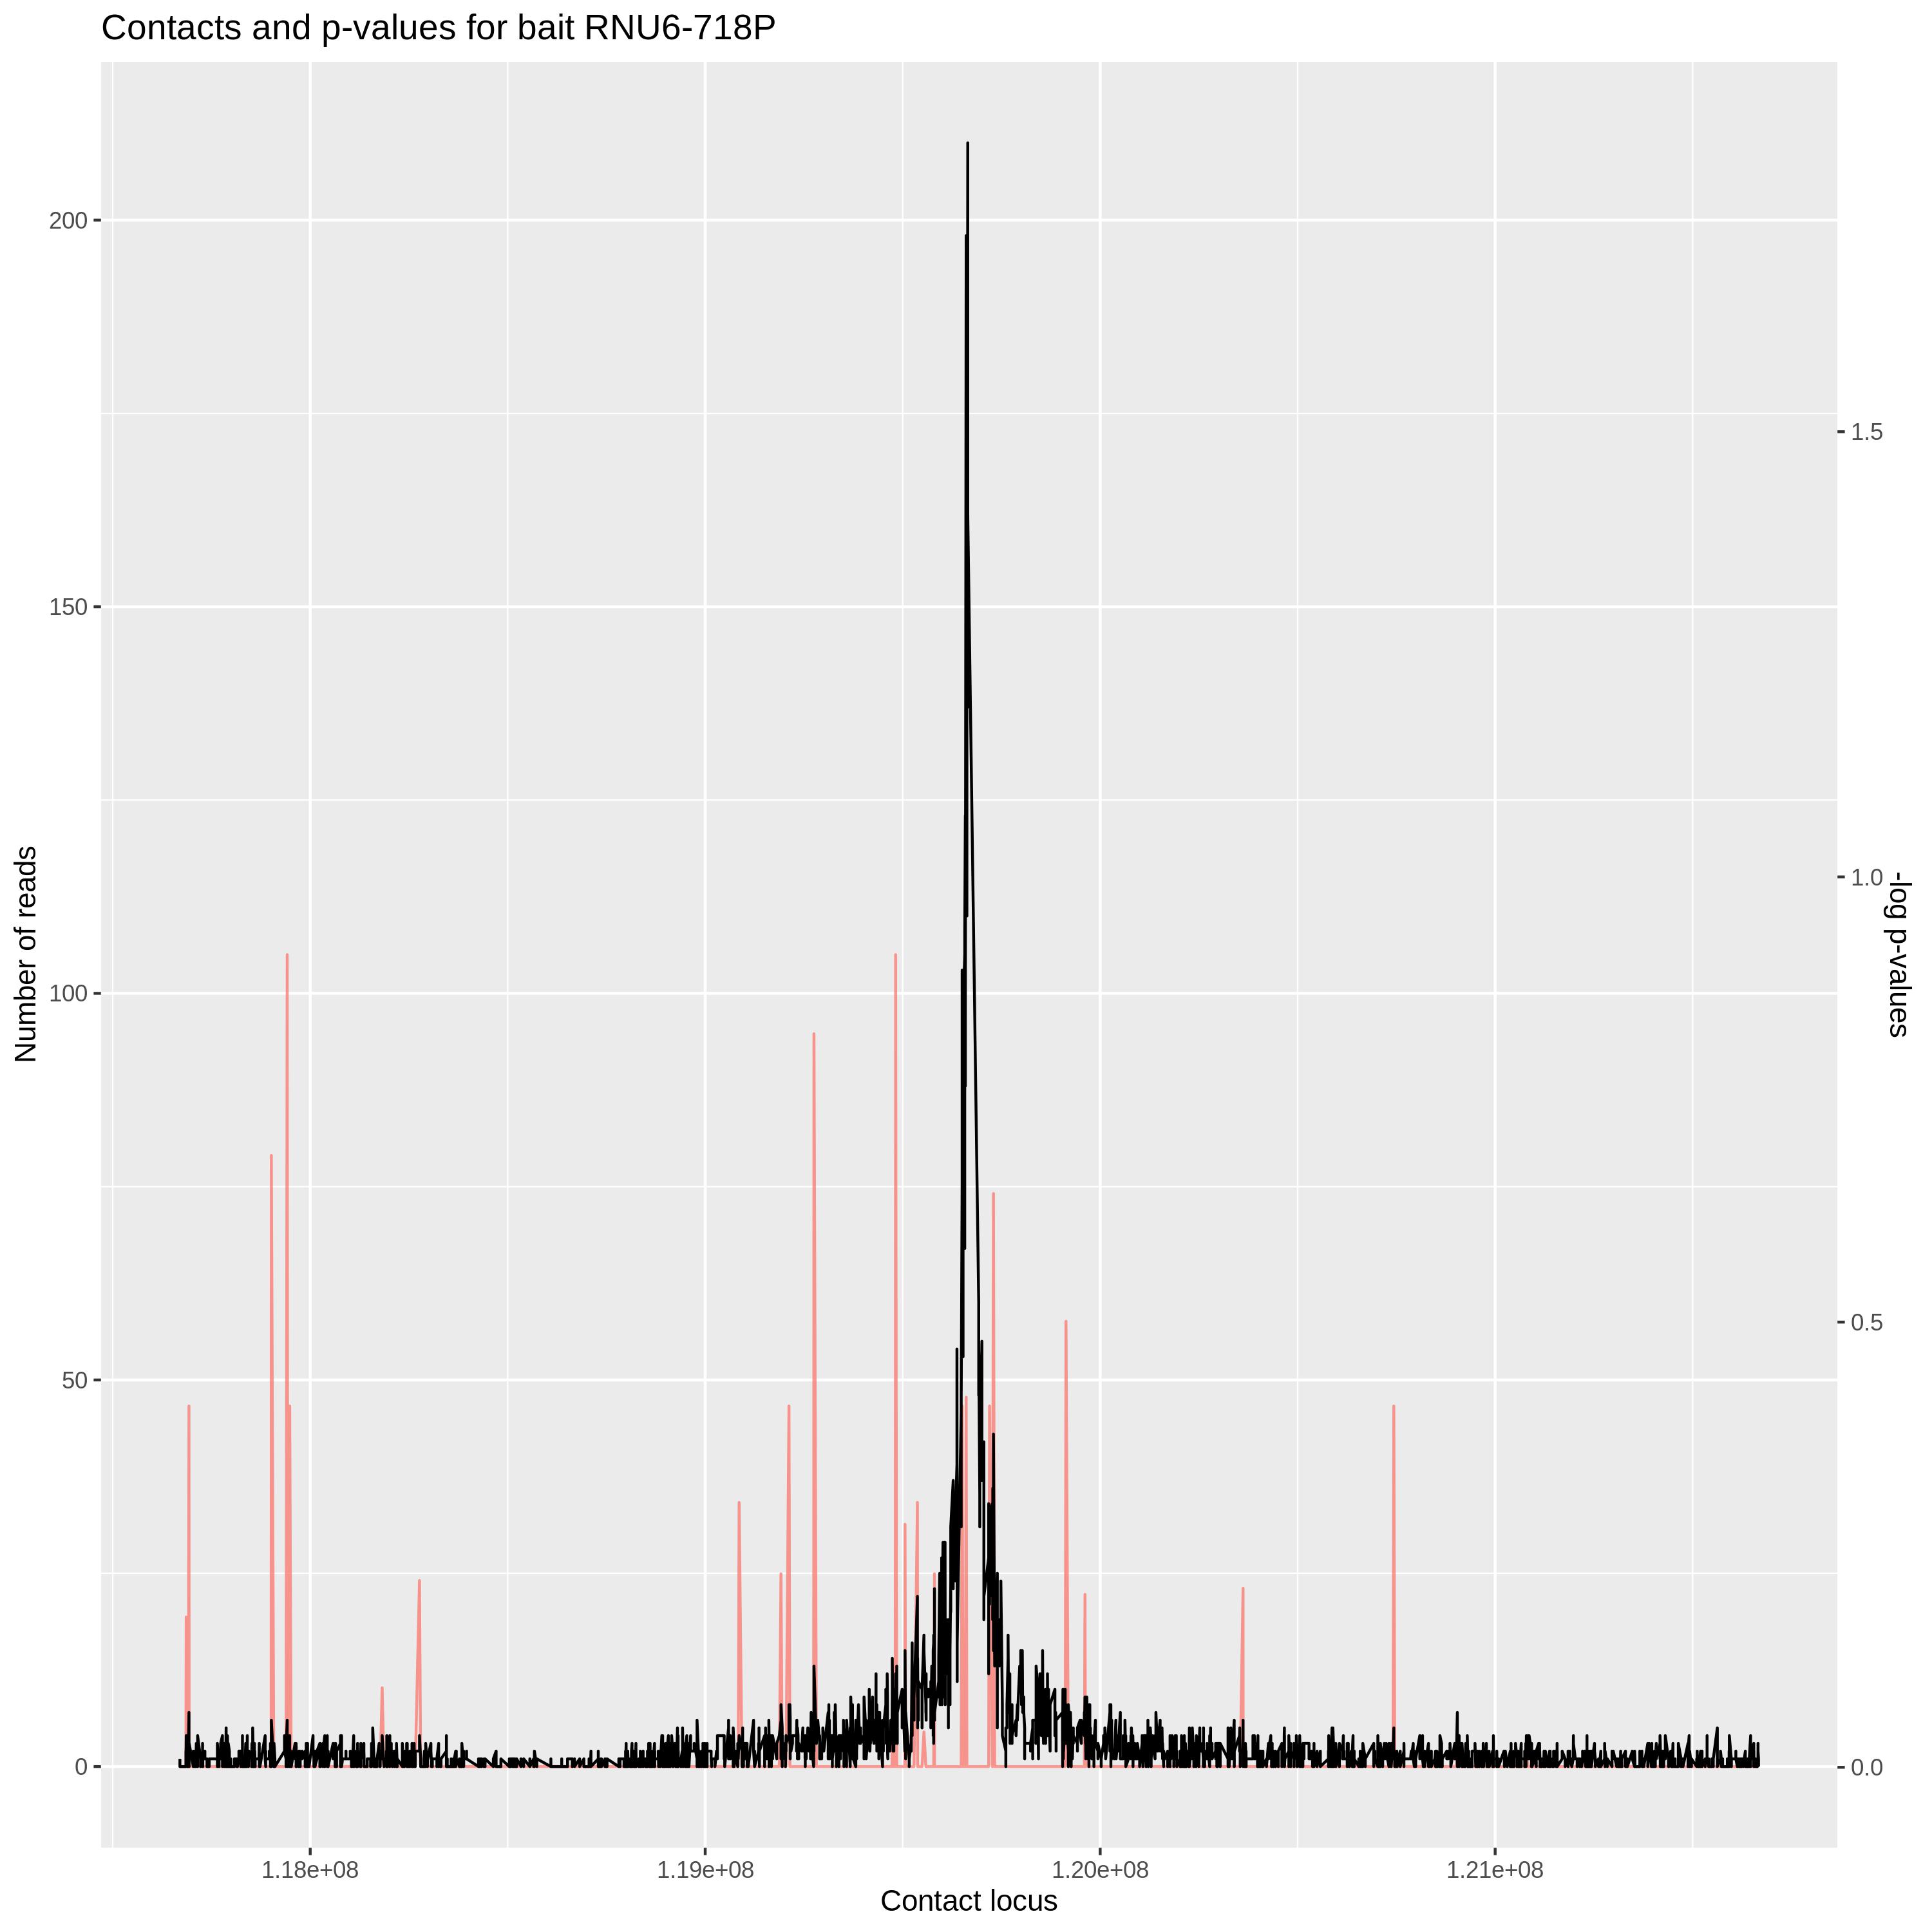 Contacts and p-values for bait RNU6-718P
200
150
100
50
0
Number of reads
1.5
1.0
0.5
0.0
-log p-values
1.18e+08
1.19e+08
1.20e+08
1.21e+08
Contact locus